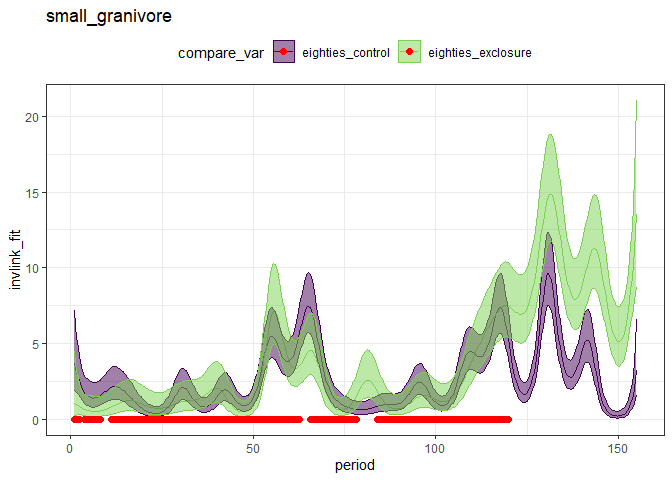 small_granivore
compare_var eighties_control eighties_exclosure
invlink_fit
20
15
10
5
0
0 50 100 150
period